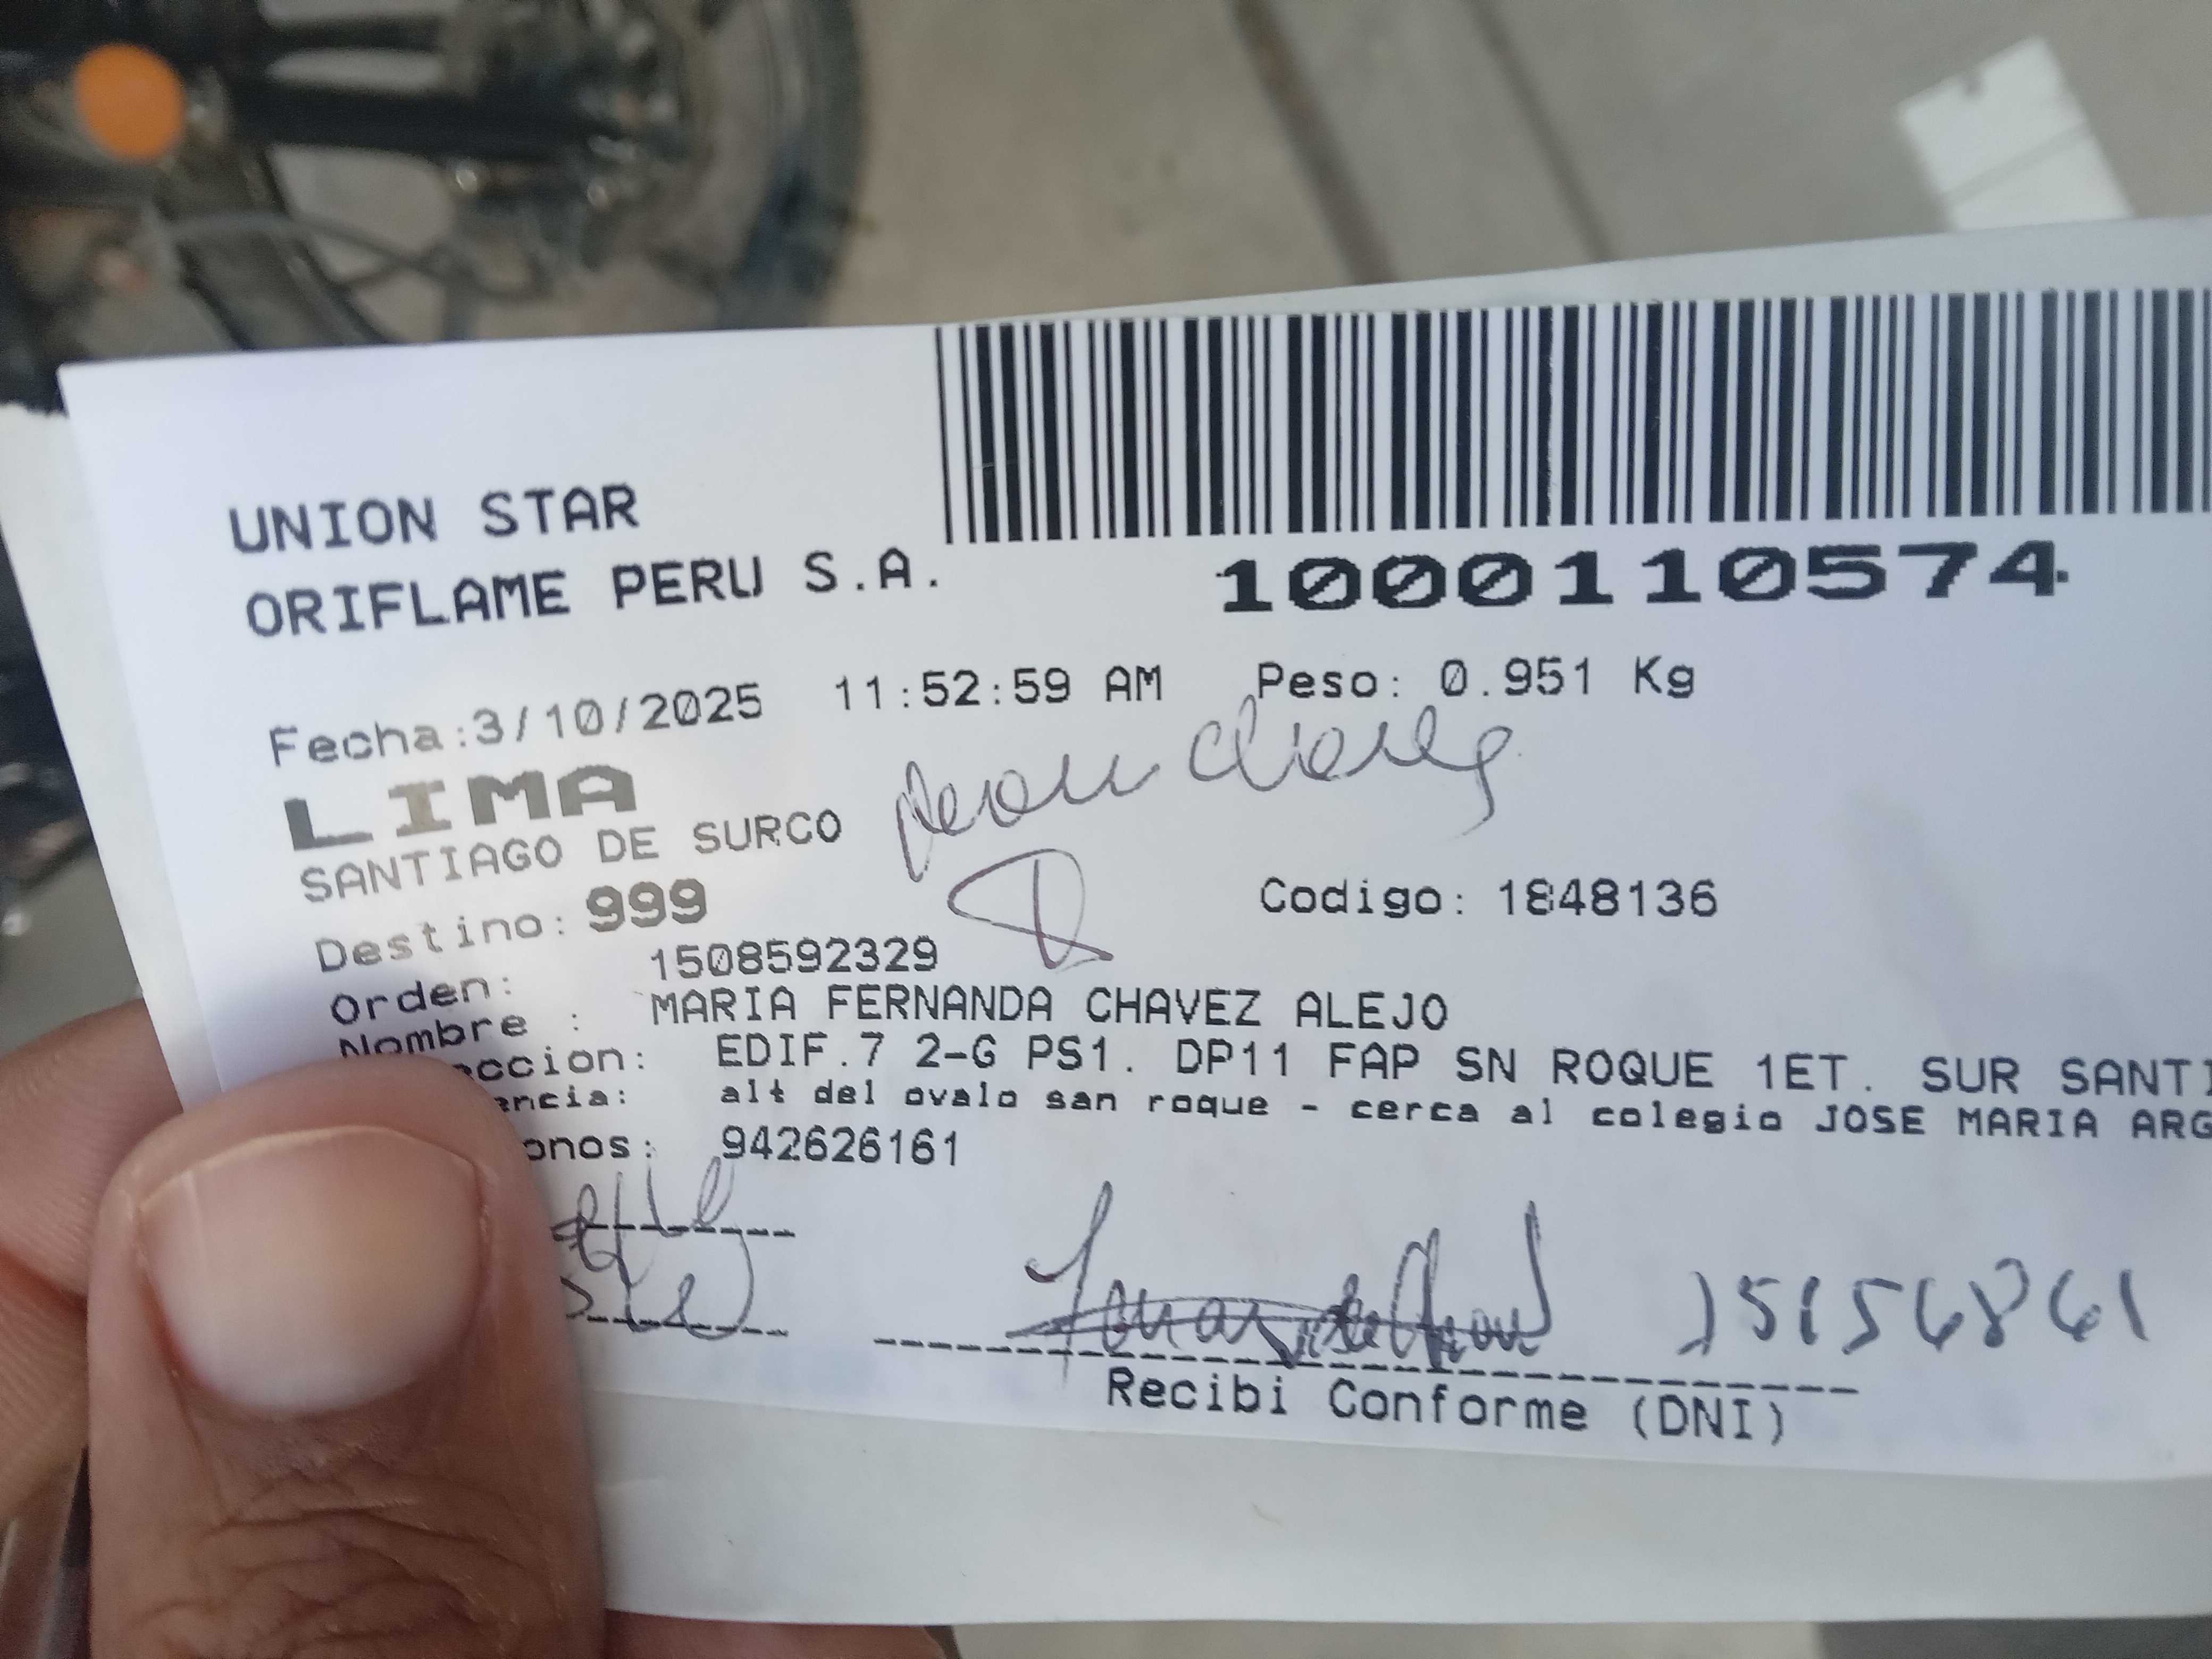 UNION STAR
ORIFLAME PERU S.A.
1000110574
Fecha:3/10/2025 11:52:59 AM Peso: 0.951 Kg
LIMA
SANTIAGO DE SURCO
Destino: 999
Codigo: 1848136
Orden: 1508592329
Nombre : MARIA FERNANDA CHAVEZ ALEJO
ccion: EDIF.7 2-G PS1. DP11 FAP SN ROQUE 1ET. SUR SANTI
encia: alt del ovalo san roque - cerca al colegio JOSE MARIA ARG
onos: 942626161
Recibi Conforme (DNI)